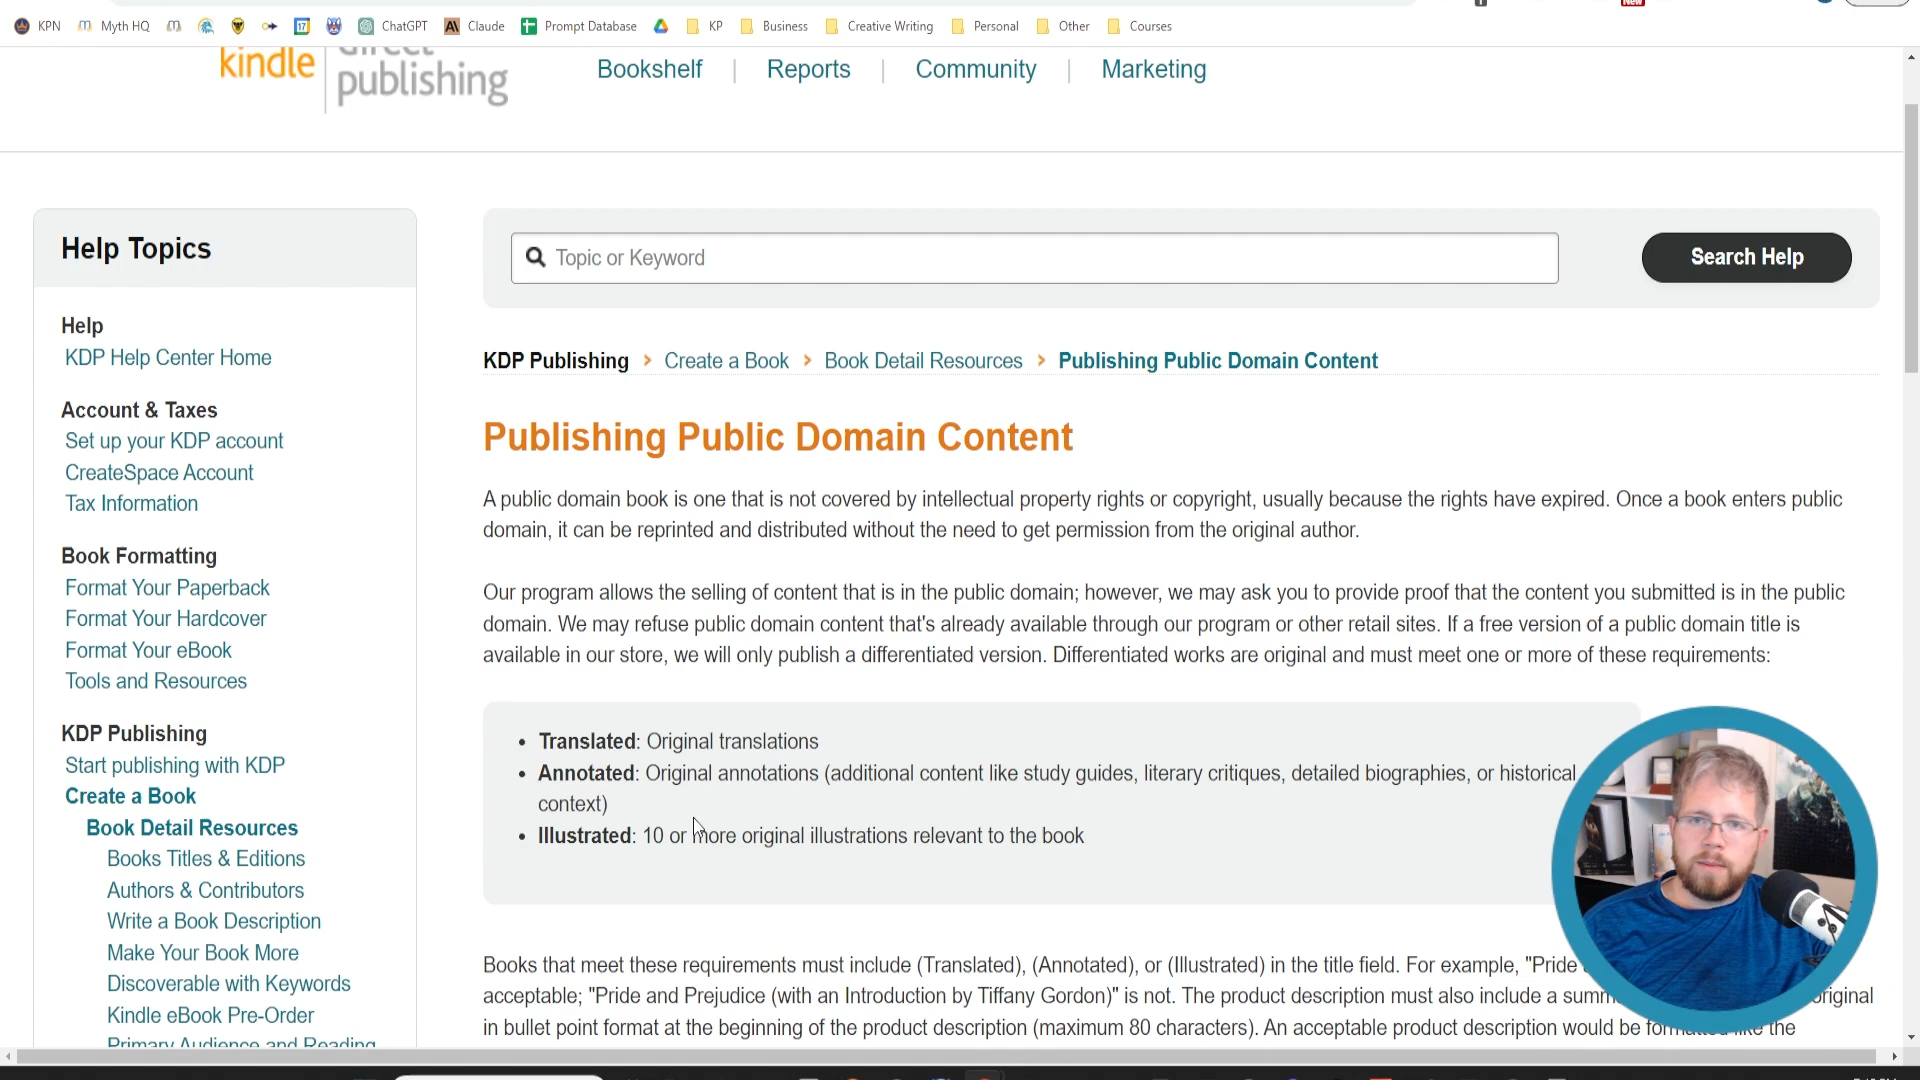 KPN Myth HQ ChatGPT Claude Prompt Database KP Business Creative Writing Personal Other Courses
New
17
kindle direct publishing
Bookshelf | Reports | Community | Marketing
Help Topics
Help
KDP Help Center Home
Account & Taxes
Set up your KDP account
CreateSpace Account
Tax Information
Book Formatting
Format Your Paperback
Format Your Hardcover
Format Your eBook
Tools and Resources
KDP Publishing
Start publishing with KDP
Create a Book
Book Detail Resources
Books Titles & Editions
Authors & Contributors
Write a Book Description
Make Your Book More
Discoverable with Keywords
Kindle eBook Pre-Order
Primary Audience and Reading
Topic or Keyword
Search Help
KDP Publishing > Create a Book > Book Detail Resources > Publishing Public Domain Content
Publishing Public Domain Content
A public domain book is one that is not covered by intellectual property rights or copyright, usually because the rights have expired. Once a book enters public
domain, it can be reprinted and distributed without the need to get permission from the original author.
Our program allows the selling of content that is in the public domain; however, we may ask you to provide proof that the content you submitted is in the public
domain. We may refuse public domain content that's already available through our program or other retail sites. If a free version of a public domain title is
available in our store, we will only publish a differentiated version. Differentiated works are original and must meet one or more of these requirements:
• Translated: Original translations
• Annotated: Original annotations (additional content like study guides, literary critiques, detailed biographies, or historical
context)
• Illustrated: 10 or more original illustrations relevant to the book
Books that meet these requirements must include (Translated), (Annotated), or (Illustrated) in the title field. For example, "Pride
acceptable; "Pride and Prejudice (with an Introduction by Tiffany Gordon)" is not. The product description must also include a original
in bullet point format at the beginning of the product description (maximum 80 characters). An acceptable product description would be the